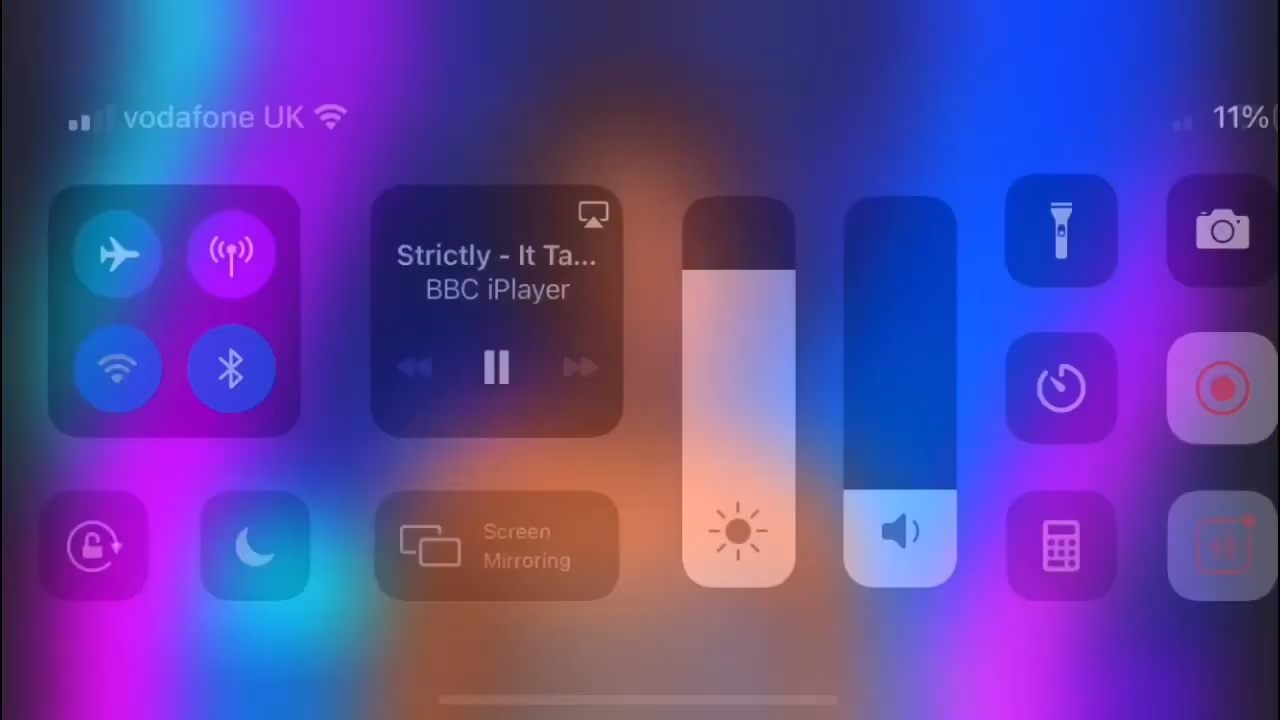 vodafone UK
11%
Strictly - It Ta...
BBC iPlayer
Screen
Mirroring